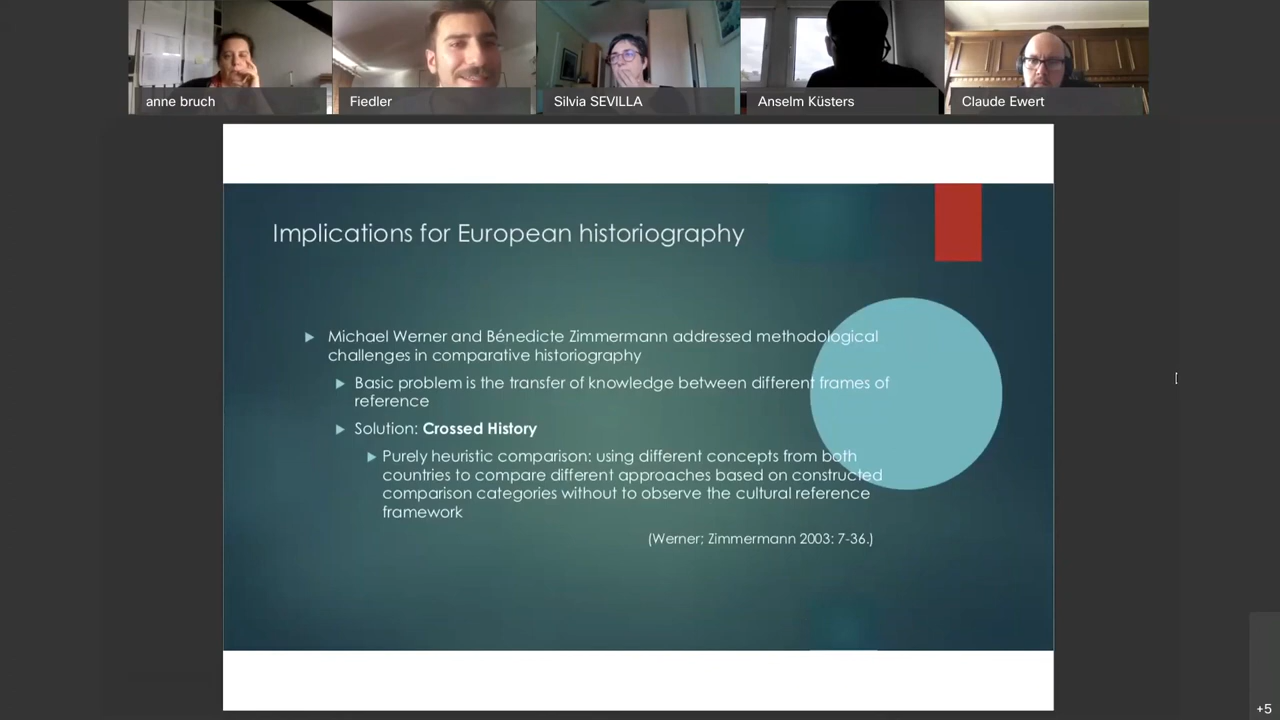 anne bruch
Fiedler
Silvia SEVILLA
Anselm Küsters
Claude Ewert
Implications for European historiography
Michael Werner and Bénedicte Zimmermann addressed methodological
challenges in comparative historiography
Basic problem is the transfer of knowledge between different frames of
reference
Solution: Crossed History
Purely heuristic comparison: using different concepts from both
countries to compare different approaches based on constructed
comparison categories without to observe the cultural reference
framework
(Werner; Zimmermann 2003: 7-36.)
+5